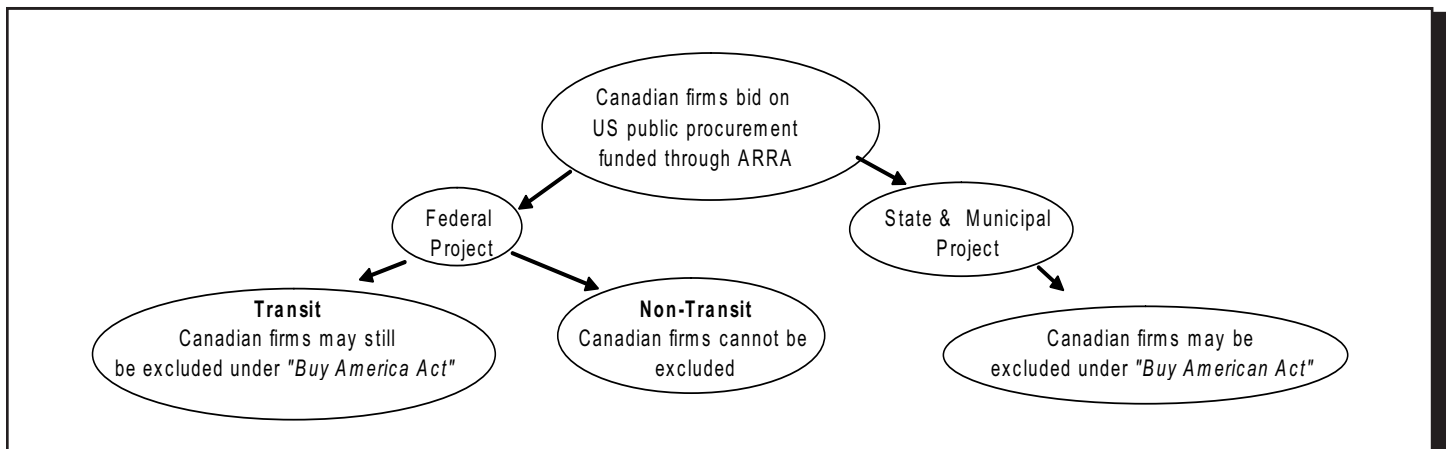 Canadian firms bid on
US public procurement
funded through ARRA
Federal
Project
State & Municipal
Project
Transit
Canadian firms may still
be excluded under "Buy America Act"
Non-Transit
Canadian firms cannot be
excluded
Canadian firms may be
excluded under "Buy American Act"